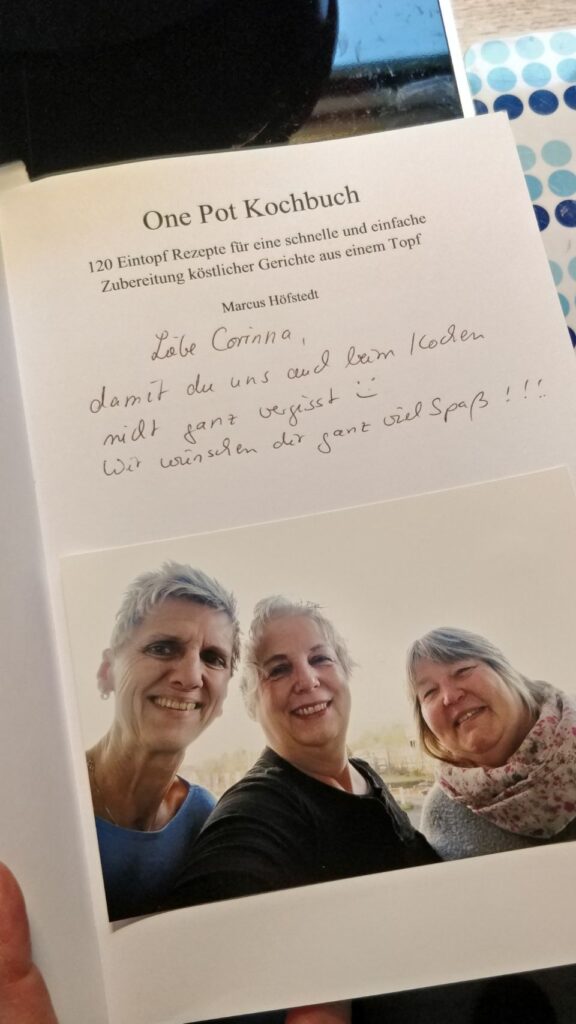 One Pot Kochbuch
120 Eintopf Rezepte für eine schnelle und einfache
Zubereitung köstlicher Gerichte aus einem Topf
Marcus Höfstedt
Liebe Corinna,
damit du uns auch beim Kochen
nicht ganz vergisst :)
Wir wünschen dir ganz viel Spaß!!!